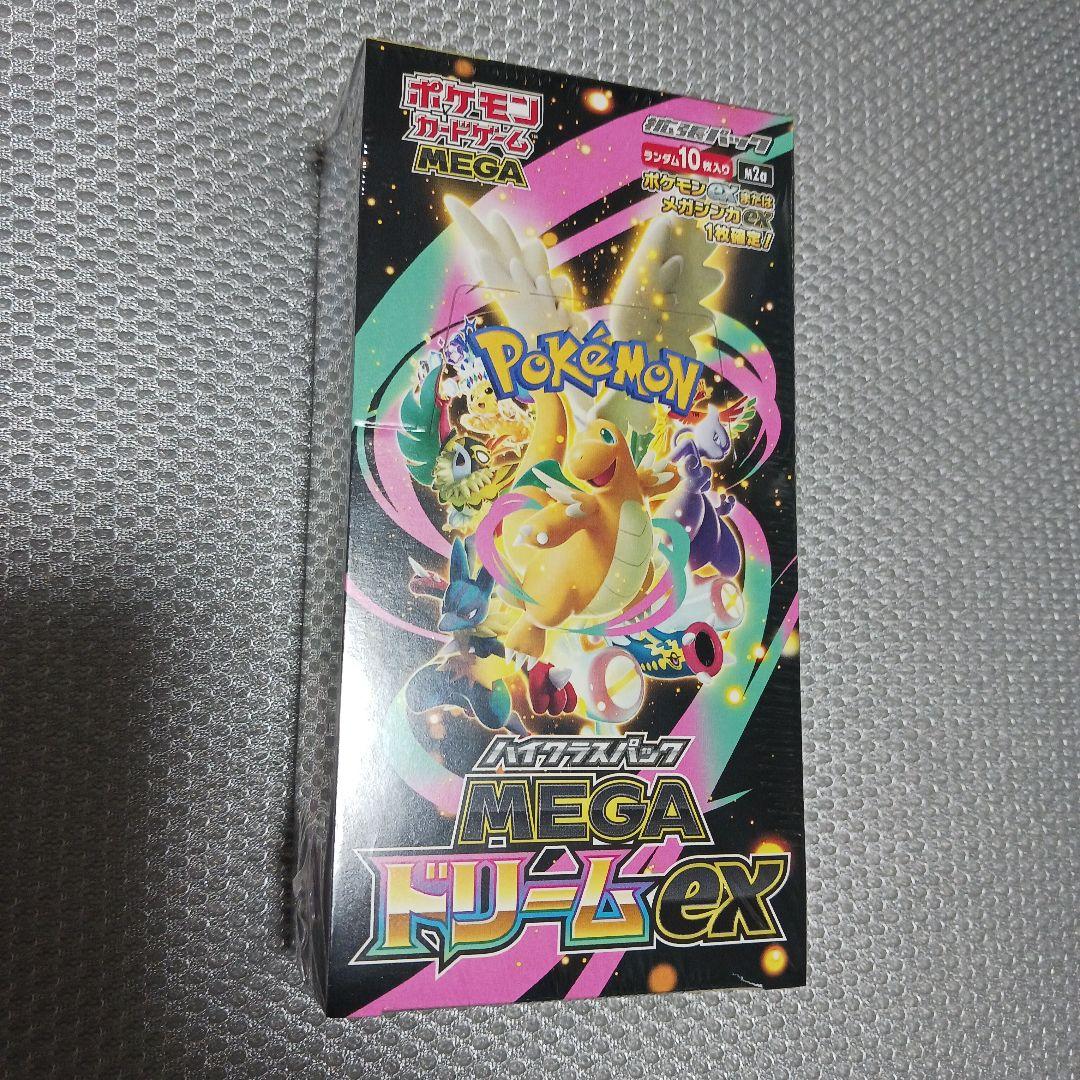 ポケモン
カードゲーム
MEGA
拡張パック
ランダム10枚入り M2a
ポケモンexまたは
メガシンカex
1枚確定!
POKéMON
ハイクラスパック
MEGA
ドリームex